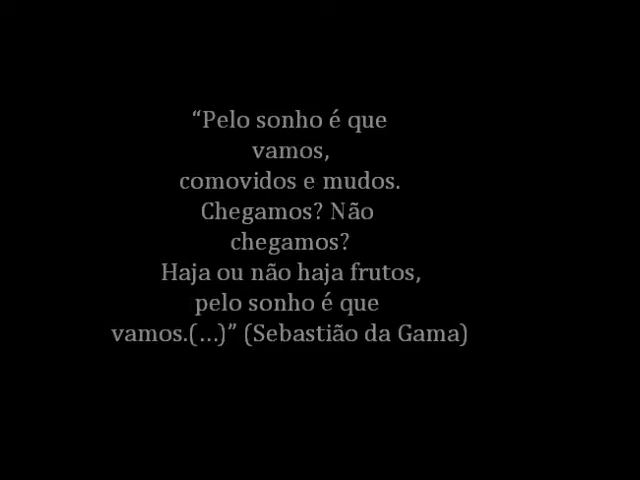 “Pelo sonho é que
vamos,
comovidos e mudos.
Chegamos? Não
chegamos?
Haja ou não haja frutos,
pelo sonho é que
vamos.(...)” (Sebastião da Gama)